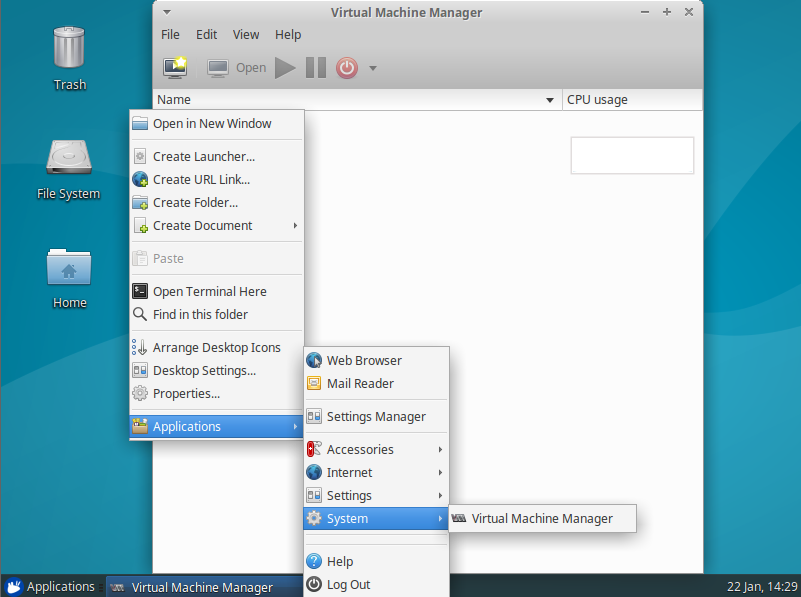 Virtual Machine Manager
File Edit View Help
Open
Name CPU usage
Trash
File System
Home
Open in New Window
Create Launcher...
Create URL Link...
Create Folder...
Create Document
Paste
Open Terminal Here
Find in this folder
Arrange Desktop Icons
Desktop Settings...
Properties...
Applications
Web Browser
Mail Reader
Settings Manager
Accessories
Internet
Settings
System
Help
Log Out
Virtual Machine Manager
Applications Virtual Machine Manager 22 Jan, 14:29